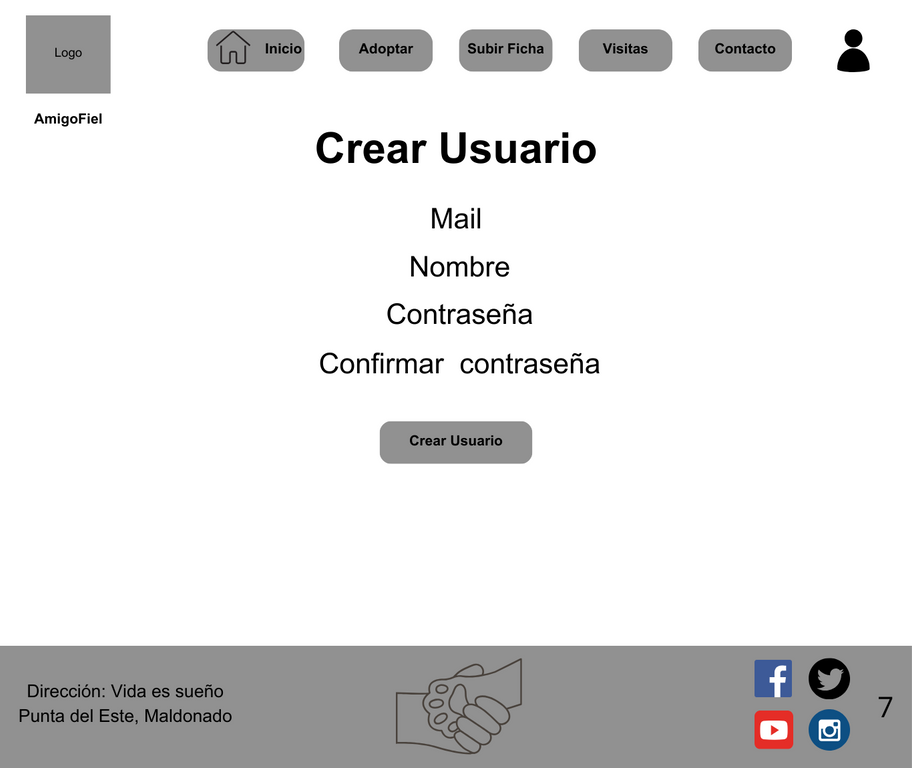 Logo
AmigoFiel
Inicio
Adoptar
Subir Ficha
Visitas
Contacto
Crear Usuario
Mail
Nombre
Contraseña
Confirmar contraseña
Crear Usuario
Dirección: Vida es sueño
Punta del Este, Maldonado
7